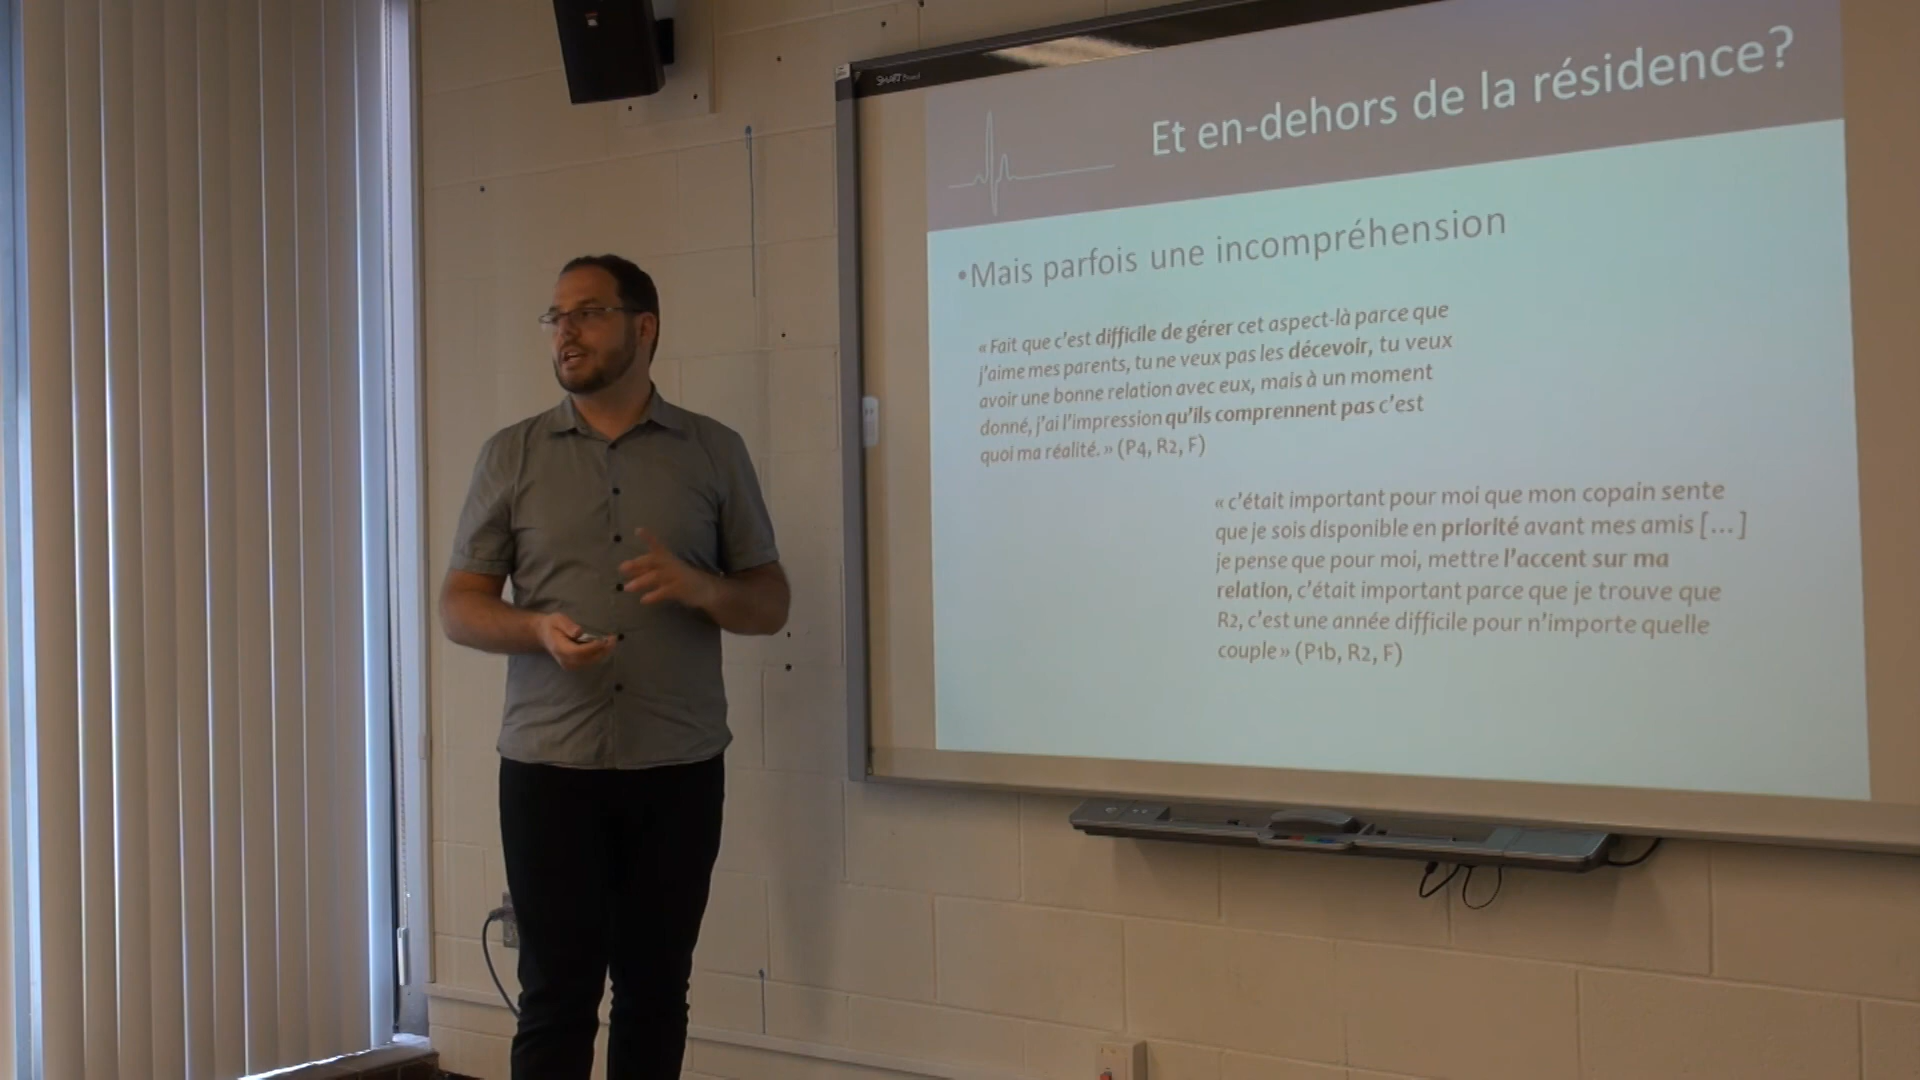 SMART Board
Et en-dehors de la résidence?
•Mais parfois une incompréhension
« Fait que c'est difficile de gérer cet aspect-là parce que
j'aime mes parents, tu ne veux pas les décevoir, tu veux
avoir une bonne relation avec eux, mais à un moment
donné, j'ai l'impression qu'ils comprennent pas c'est
quoi ma réalité. » (P4, R2, F)
« c'était important pour moi que mon copain sente
que je sois disponible en priorité avant mes amis [...]
je pense que pour moi, mettre l'accent sur ma
relation, c'était important parce que je trouve que
R2, c'est une année difficile pour n'importe quelle
couple » (P1b, R2, F)